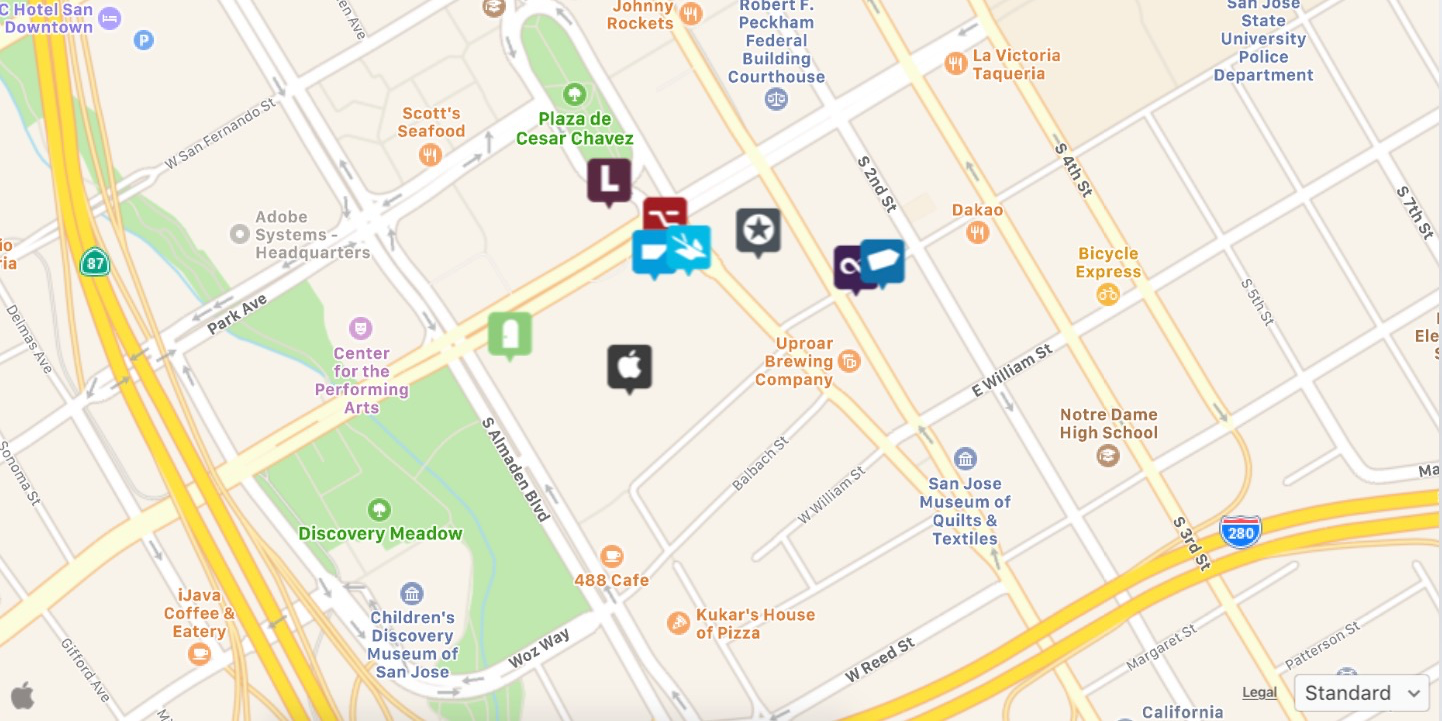 C Hotel San
Downtown
P
en Ave
Johnny
Rockets
Robert F.
Peckham
Federal
Building
Courthouse
San Jose
State
University
Police
Department
La Victoria
Taqueria
W San Fernando St
Scott's
Seafood
Plaza de
Cesar Chavez
L
S 2nd St
S 4th St
S 7th St
Adobe
Systems -
Headquarters
Dakao
io
ria
87
Bicycle
Express
Park Ave
Delmas Ave
S 5th St
Center
for the
Performing
Arts
Uproar
Brewing
Company
E William St
Ele
Notre Dame
High School
Sonoma St
S Almaden Blvd
Balbach St
W William St
Ma
San Jose
Museum of
Quilts &
Textiles
Discovery Meadow
S 3rd St
280
488 Cafe
iJava
Coffee &
Eatery
Children's
Discovery
Museum of
San Jose
Kukar's House
of Pizza
Gifford Ave
Woz Way
W Reed St
Margaret St
Patterson St
Legal
Standard
California